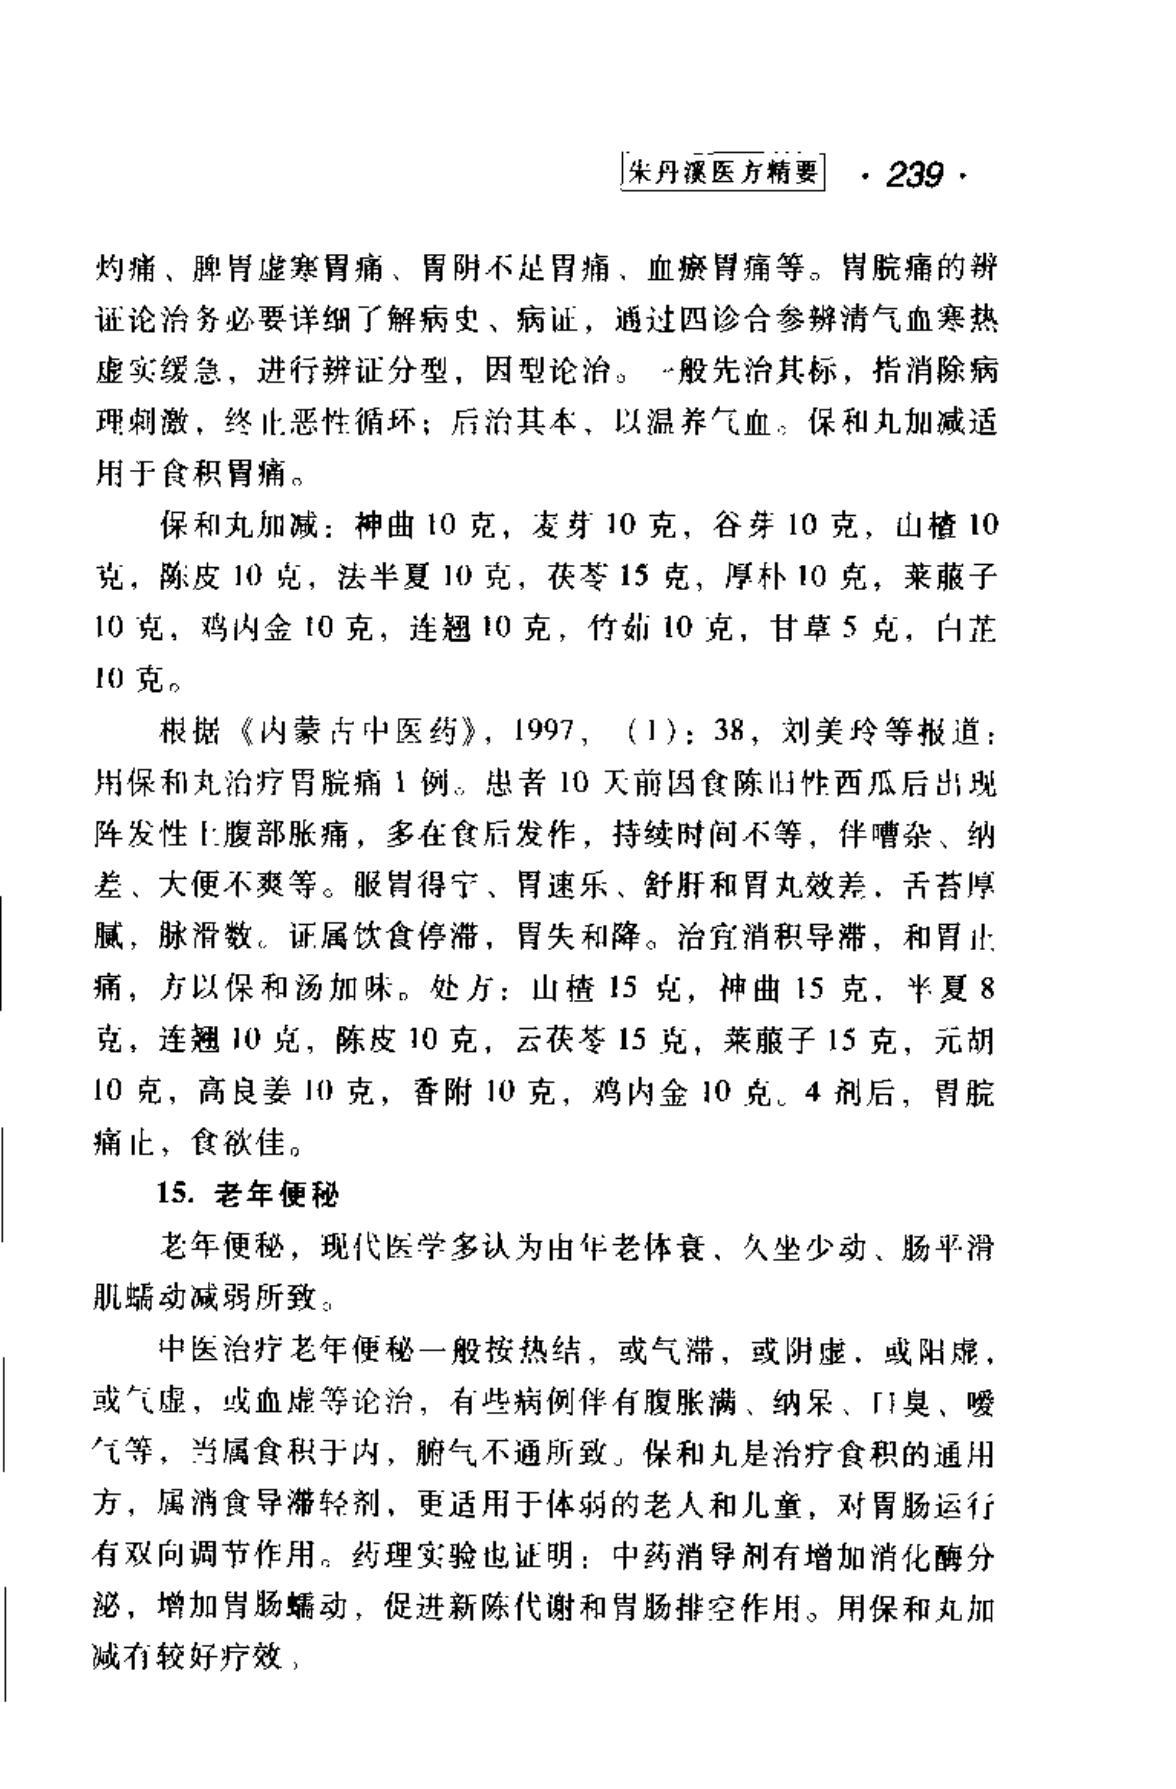 朱丹溪医方精要 · 239 ·
灼痛、脾胃虚寒胃痛、胃阴不足胃痛、血瘀胃痛等。胃脘痛的辨
证论治务必要详细了解病史、病证，通过四诊合参辨清气血寒热
虚实缓急，进行辨证分型，因型论治。一般先治其标，指消除病
理刺激，终止恶性循环；后治其本，以温养气血。保和丸加减适
用于食积胃痛。
保和丸加减：神曲 10 克，麦芽 10 克，谷芽 10 克，山楂 10
克，陈皮 10 克，法半夏 10 克，茯苓 15 克，厚朴 10 克，莱菔子
10 克，鸡内金 10 克，连翘 10 克，竹茹 10 克，甘草 5 克，白芷
10 克。
根据《内蒙古中医药》，1997，（1）：38，刘美玲等报道：
用保和丸治疗胃脘痛 1 例。患者 10 天前因食陈旧性西瓜后出现
阵发性上腹部胀痛，多在食后发作，持续时间不等，伴嘈杂、纳
差、大便不爽等。服胃得宁、胃速乐、舒肝和胃丸效差，舌苔厚
腻，脉滑数。证属饮食停滞，胃失和降。治宜消积导滞，和胃止
痛，方以保和汤加味。处方：山楂 15 克，神曲 15 克，半夏 8
克，连翘 10 克，陈皮 10 克，云茯苓 15 克，莱菔子 15 克，元胡
10 克，高良姜 10 克，香附 10 克，鸡内金 10 克。4 剂后，胃脘
痛止，食欲佳。
15. 老年便秘
老年便秘，现代医学多认为由年老体衰、久坐少动、肠平滑
肌蠕动减弱所致。
中医治疗老年便秘一般按热结，或气滞，或阴虚，或阳虚，
或气虚，或血虚等论治，有些病例伴有腹胀满、纳呆、口臭、嗳
气等，当属食积于内，腑气不通所致。保和丸是治疗食积的通用
方，属消食导滞轻剂，更适用于体弱的老人和儿童，对胃肠运行
有双向调节作用。药理实验也证明：中药消导剂有增加消化酶分
泌，增加胃肠蠕动，促进新陈代谢和胃肠排空作用。用保和丸加
减有较好疗效。